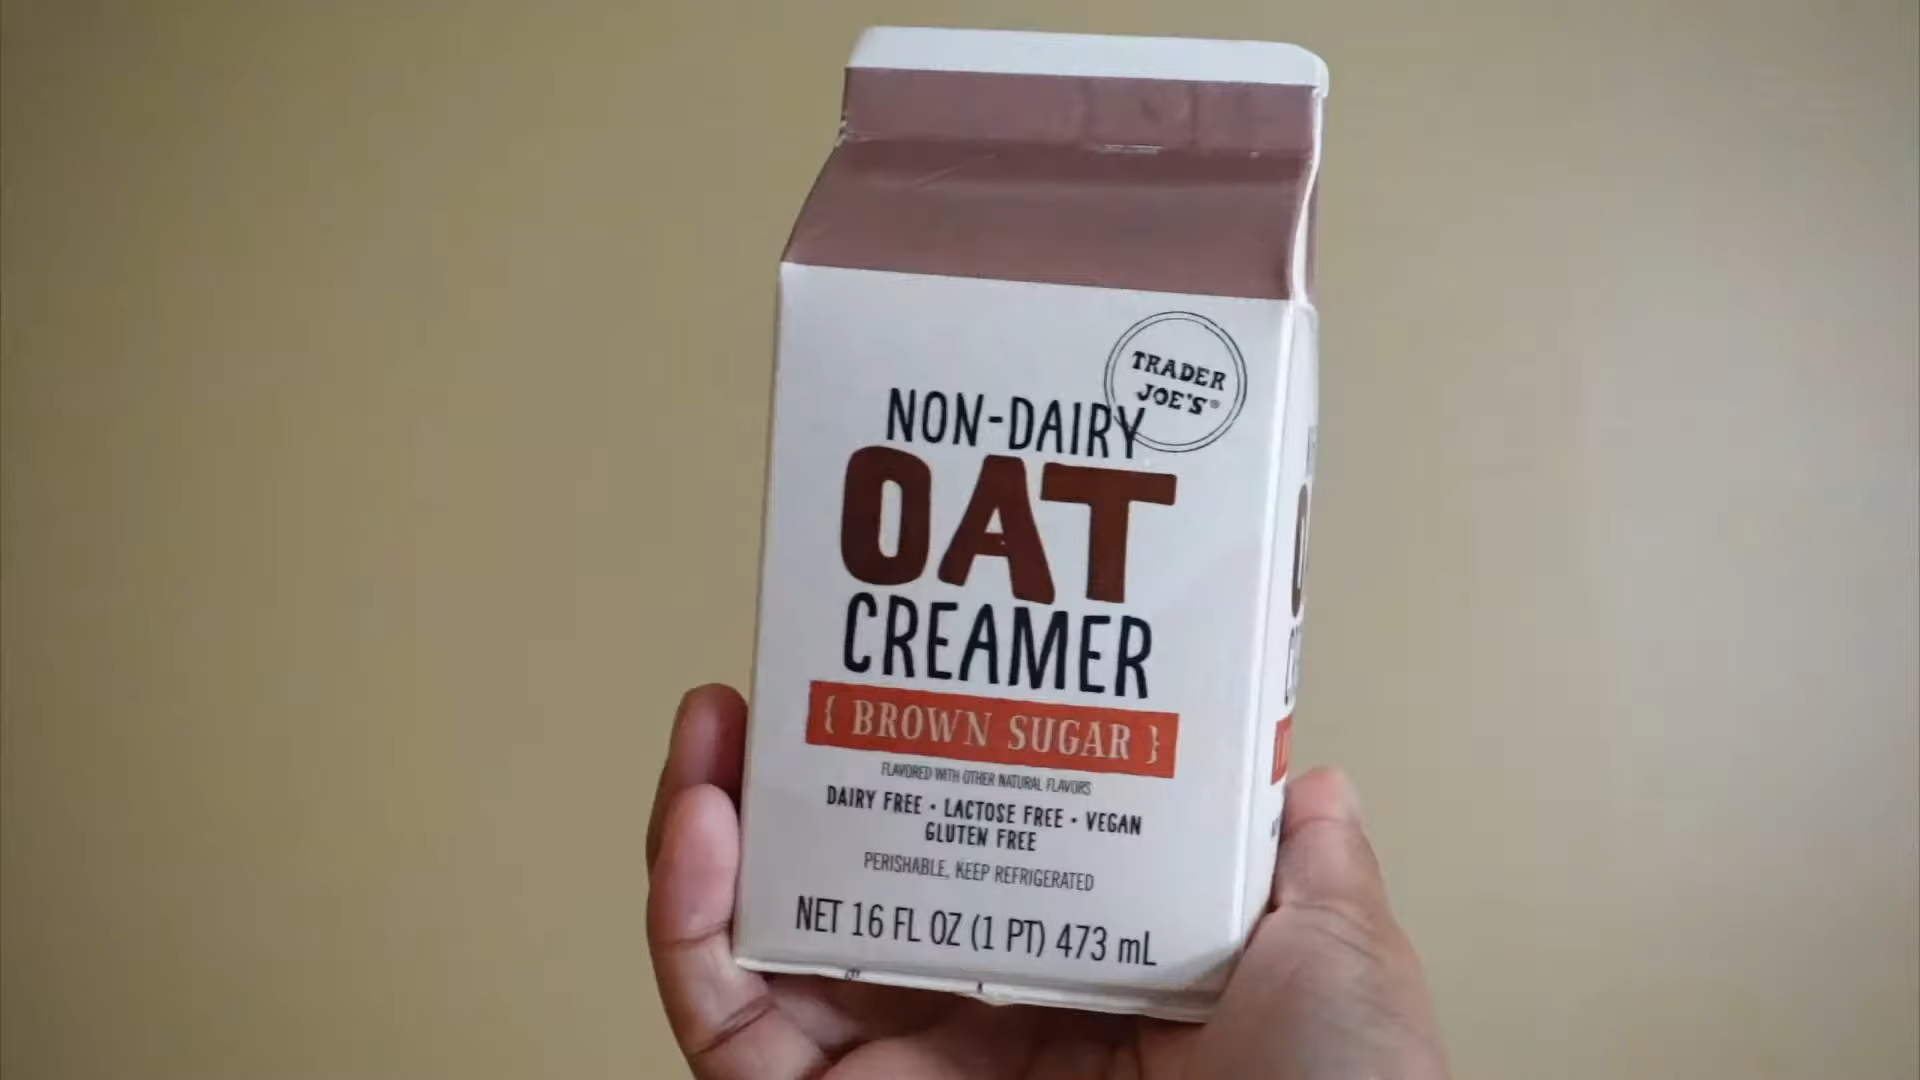 TRADER
JOE'S®
NON-DAIRY
OAT
CREAMER
{ BROWN SUGAR }
FLAVORED WITH OTHER NATURAL FLAVORS
DAIRY FREE • LACTOSE FREE • VEGAN
GLUTEN FREE
PERISHABLE, KEEP REFRIGERATED
NET 16 FL OZ (1 PT) 473 mL